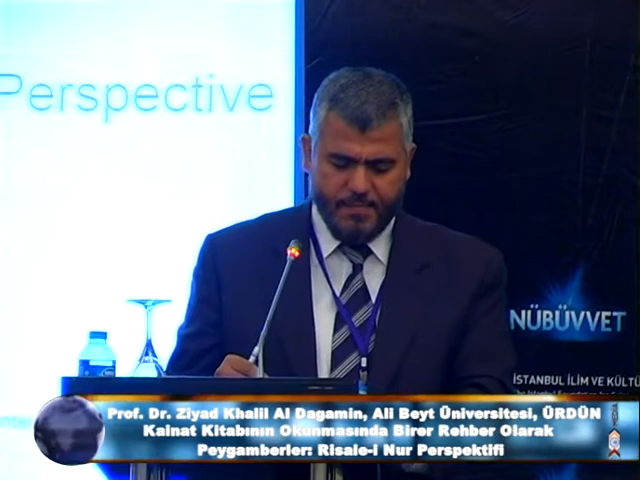 Perspective
NÜBÜVVET
İSTANBUL İLİM VE KÜLTÜ
Prof. Dr. Ziyad Khalil Al Dagamin, Ali Beyt Üniversitesi, ÜRDÜN
Kainat Kitabının Okunmasında Birer Rehber Olarak
Peygamberler: Risale-i Nur Perspektifi